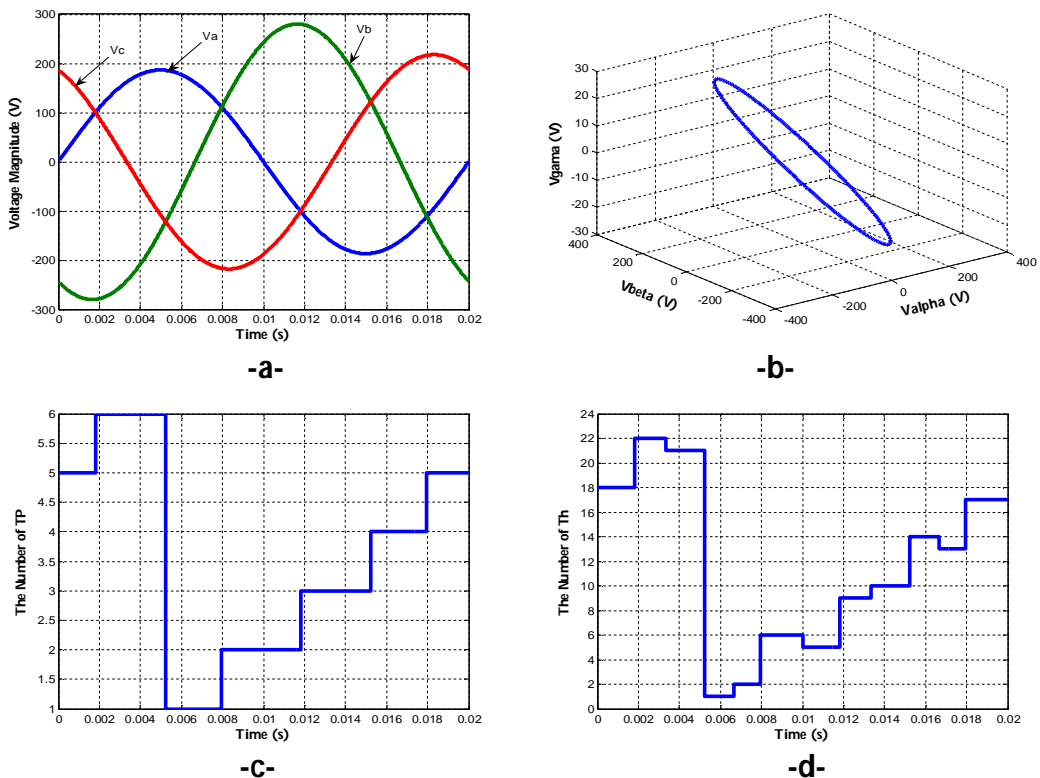 300
200
100
0
-100
-200
-300
Voltage Magnitude (V)
Vc
Va
Vb
0 0.002 0.004 0.006 0.008 0.01 0.012 0.014 0.016 0.018 0.02
Time (s)
-a-
30
20
10
0
-10
-20
-30
Vgama (V)
400
200
0
-200
-400
Vbeta (V)
-400
-200
0
200
400
Valpha (V)
-b-
6
5.5
5
4.5
4
3.5
3
2.5
2
1.5
1
The Number of TP
0 0.002 0.004 0.006 0.008 0.01 0.012 0.014 0.016 0.018 0.02
Time (s)
-c-
24
22
20
18
16
14
12
10
8
6
4
2
0
The Number of Th
0 0.002 0.004 0.006 0.008 0.01 0.012 0.014 0.016 0.018 0.02
Time (s)
-d-